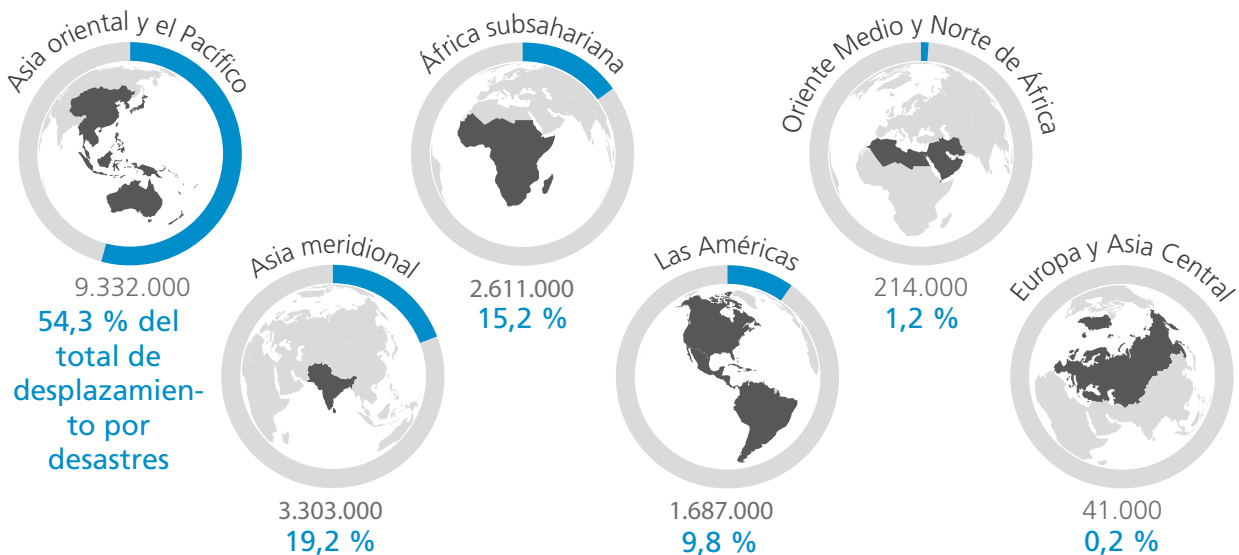 Asia oriental y el Pacífico
9.332.000
54,3 % del
total de
desplazamien-
to por
desastres
Asia meridional
3.303.000
19,2 %
África subsahariana
2.611.000
15,2 %
Las Américas
1.687.000
9,8 %
Oriente Medio y Norte de África
214.000
1,2 %
Europa y Asia Central
41.000
0,2 %